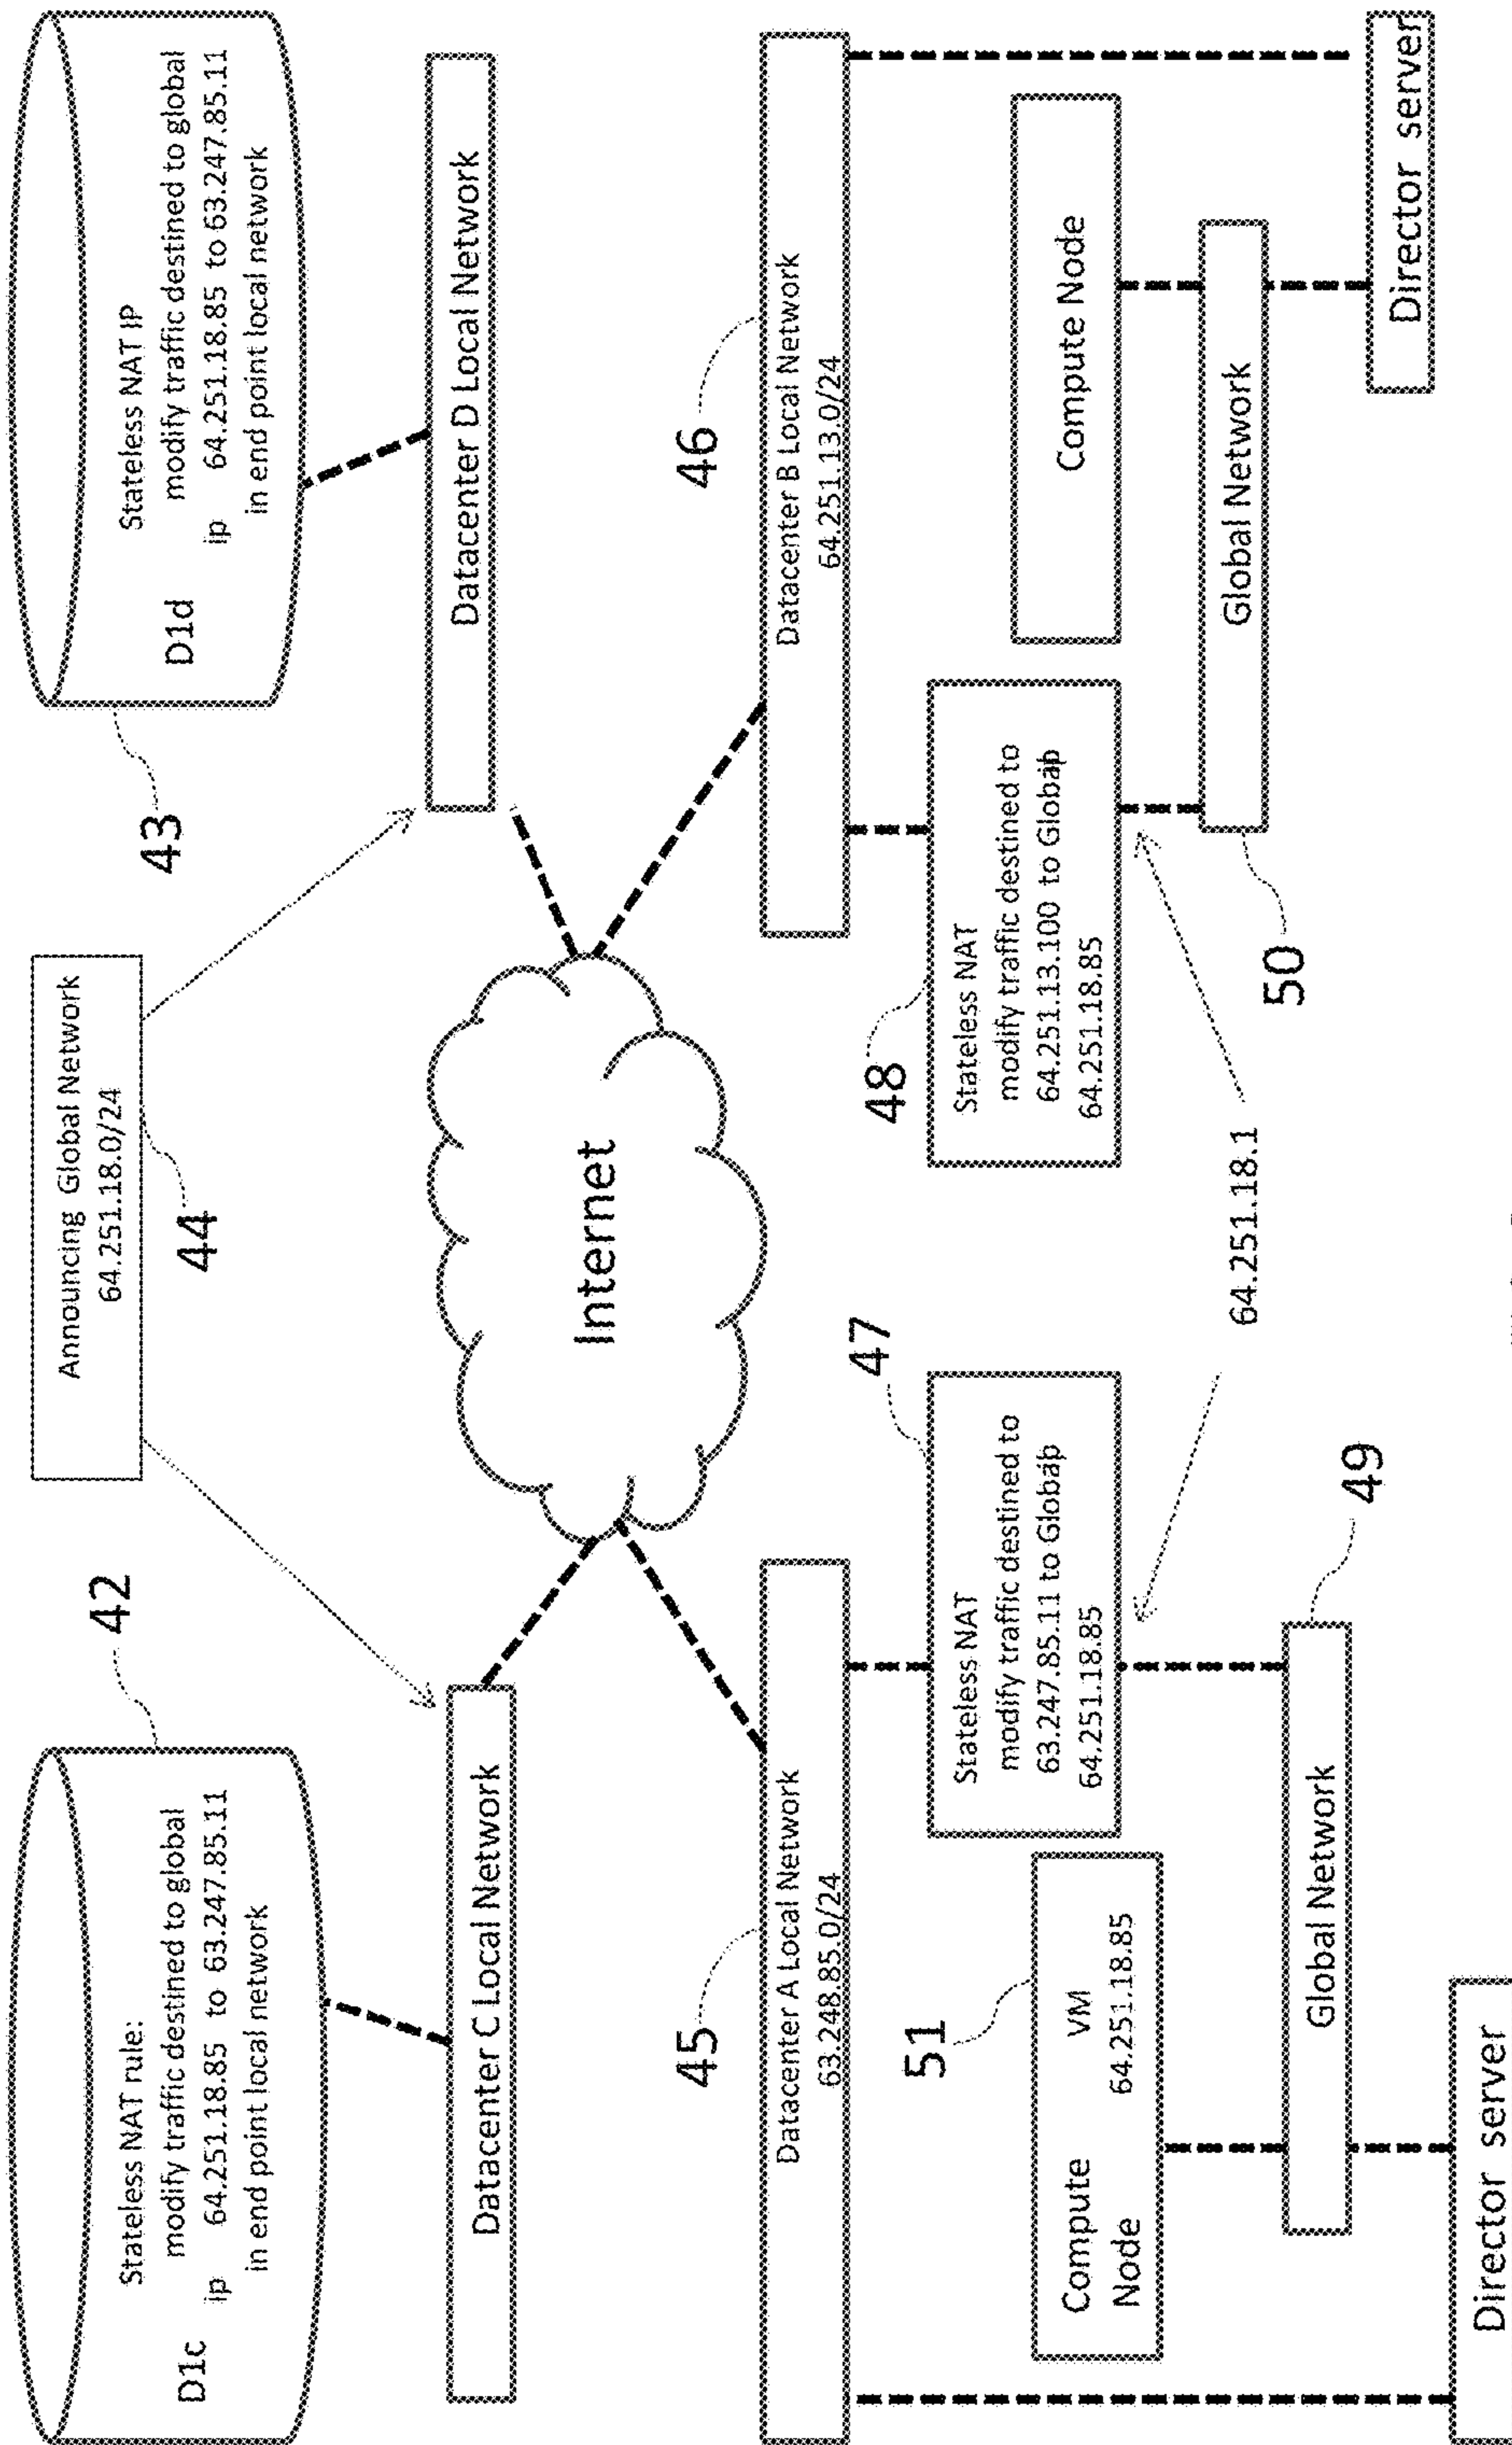 42
Stateless NAT rule:
modify traffic destined to global
D1c
ip 64.251.18.85 to 63.247.85.11
in end point local network
Announcing Global Network
64.251.18.0/24
44
43
Stateless NAT IP
modify traffic destined to global
D1d
ip 64.251.18.85 to 63.247.85.11
in end point local network
Datacenter C Local Network
Datacenter D Local Network
Internet
45
46
Datacenter A Local Network
63.248.85.0/24
Datacenter B Local Network
64.251.13.0/24
51
47
48
Compute VM
Node 64.251.18.85
Stateless NAT
modify traffic destined to
63.247.85.11 to Globap
64.251.18.85
Stateless NAT
modify traffic destined to
64.251.13.100 to Globap
64.251.18.85
Compute Node
64.251.18.1
49
50
Global Network
Global Network
Director server
Director server